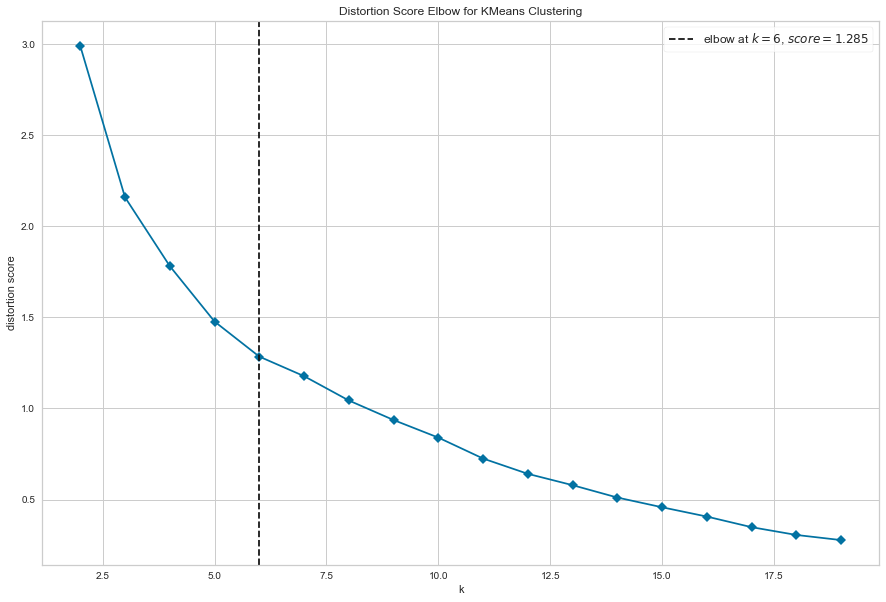 Distortion Score Elbow for KMeans Clustering
elbow at k = 6, score = 1.285
3.0
2.5
2.0
1.5
1.0
0.5
distortion score
2.5 5.0 7.5 10.0 12.5 15.0 17.5
k